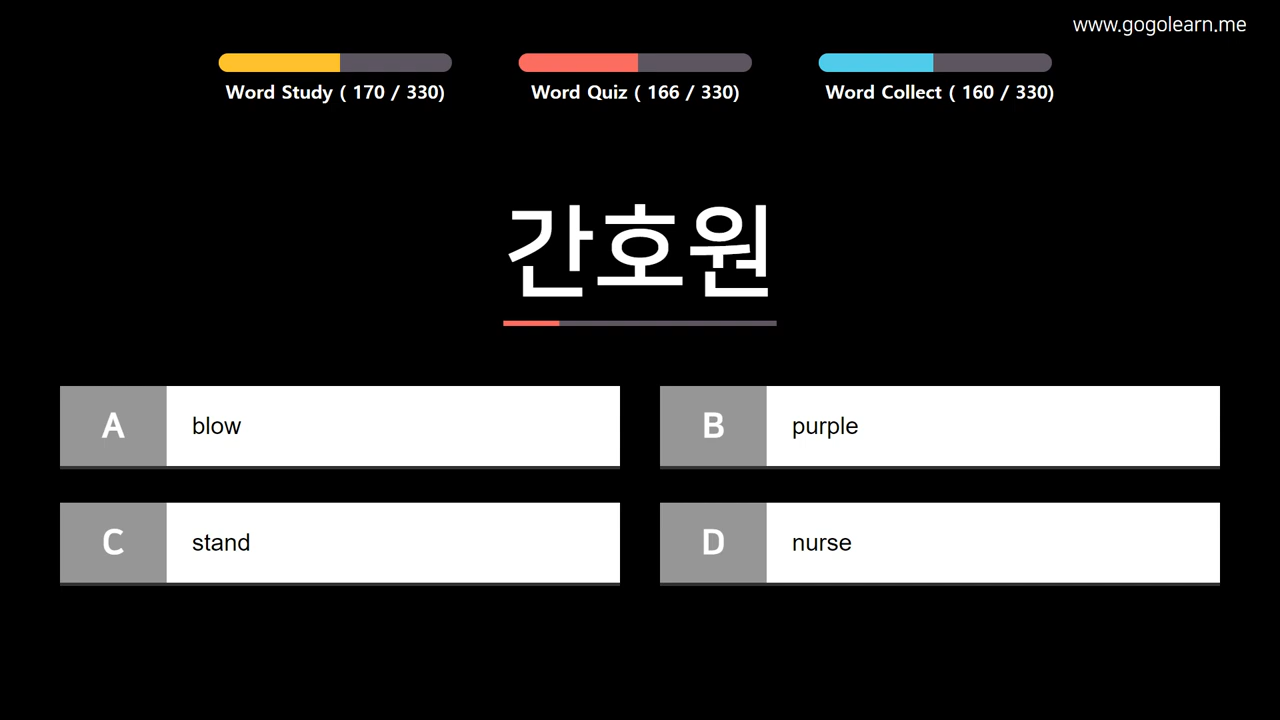 www.gogolearn.me
Word Study ( 170 / 330)
Word Quiz ( 166 / 330)
Word Collect ( 160 / 330)
간호원
A blow
B purple
C stand
D nurse